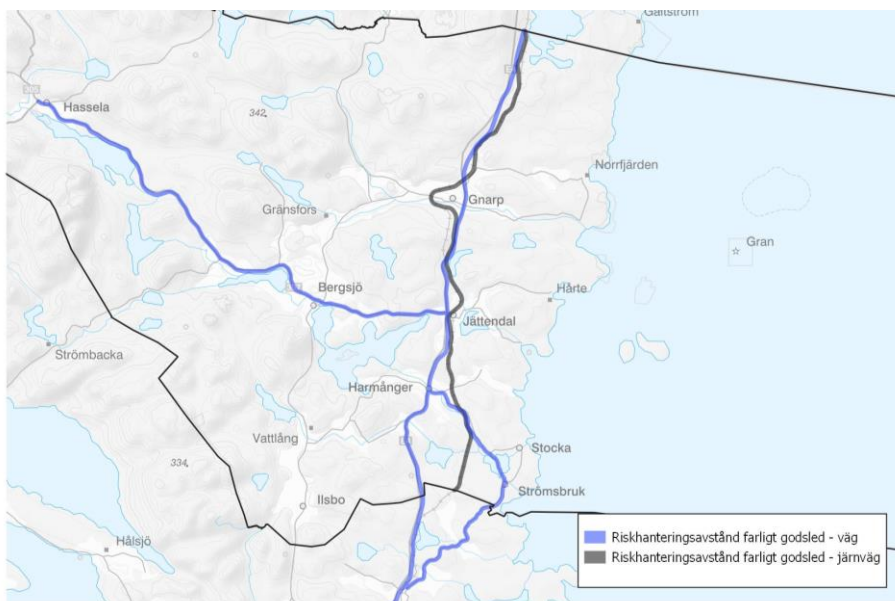 Galtström
Hassela
342
Norrfjärden
Gnarp
Gränsfors
Gran
Bergsjö
Hårte
Jättendal
Strömbacka
Harmånger
Vattlång
Stocka
334
Strömsbruk
Ilsbo
Hålsjö
Riskhanteringsavstånd farligt godsled - väg
Riskhanteringsavstånd farligt godsled - järnväg